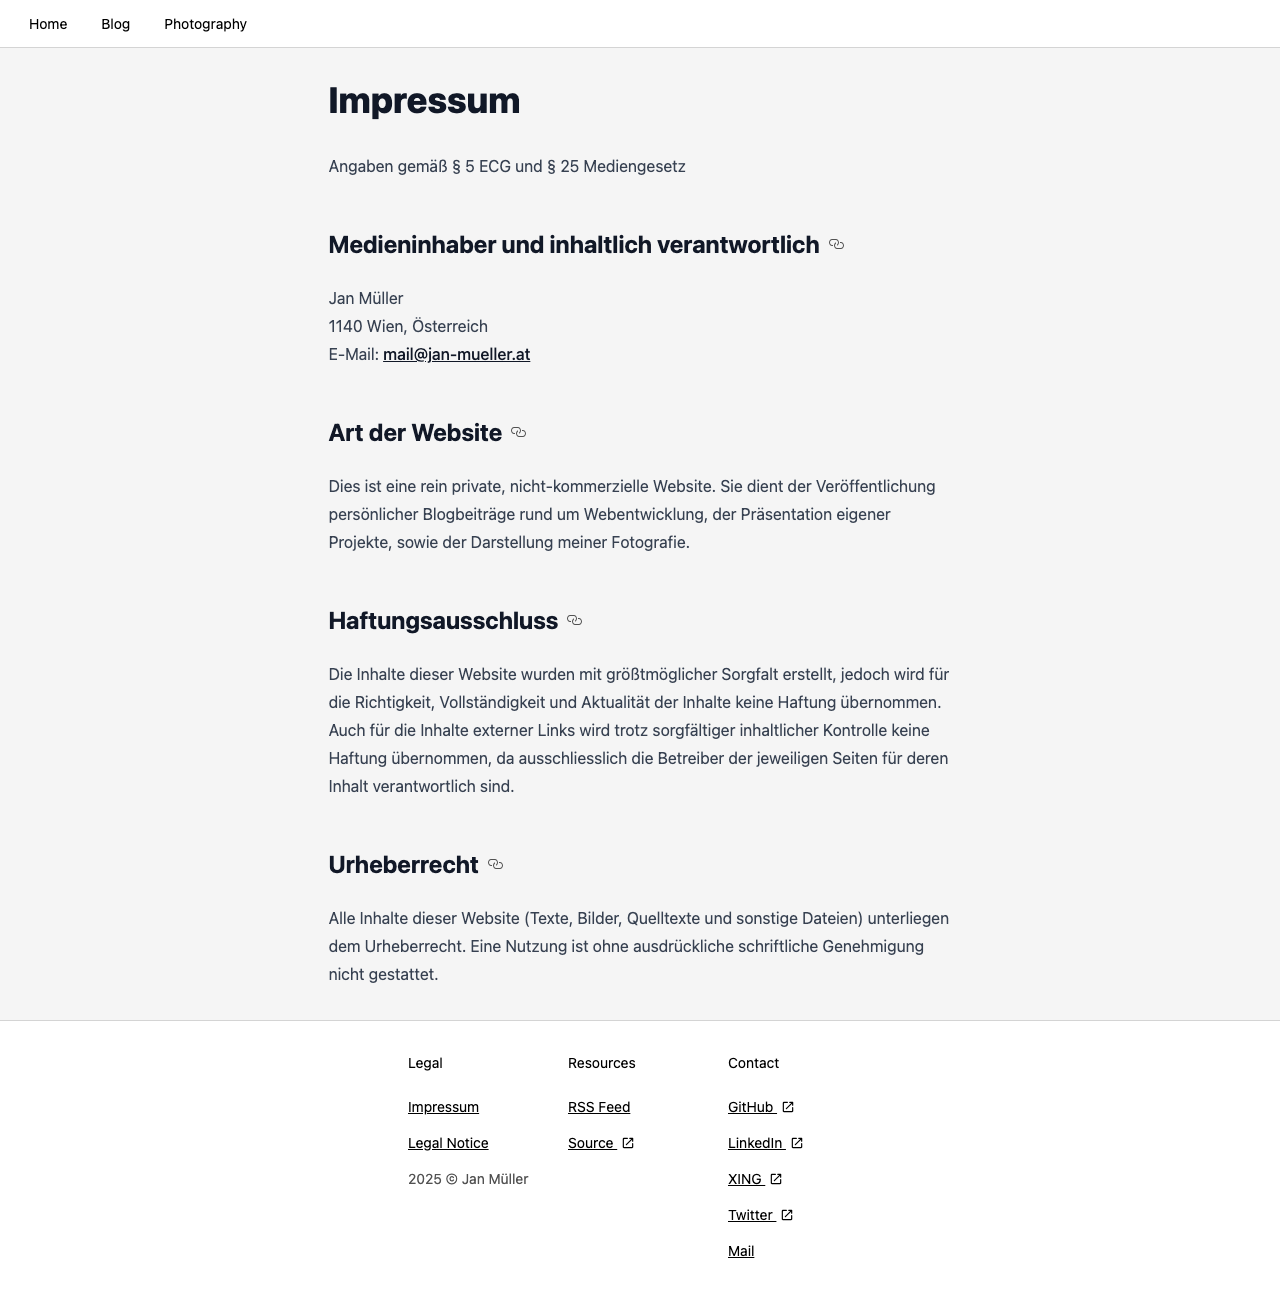 Home Blog Photography
Impressum
Angaben gemäß § 5 ECG und § 25 Mediengesetz
Medieninhaber und inhaltlich verantwortlich
Jan Müller
1140 Wien, Österreich
E-Mail: mail@jan-mueller.at
Art der Website
Dies ist eine rein private, nicht-kommerzielle Website. Sie dient der Veröffentlichung
persönlicher Blogbeiträge rund um Webentwicklung, der Präsentation eigener
Projekte, sowie der Darstellung meiner Fotografie.
Haftungsausschluss
Die Inhalte dieser Website wurden mit größtmöglicher Sorgfalt erstellt, jedoch wird für
die Richtigkeit, Vollständigkeit und Aktualität der Inhalte keine Haftung übernommen.
Auch für die Inhalte externer Links wird trotz sorgfältiger inhaltlicher Kontrolle keine
Haftung übernommen, da ausschliesslich die Betreiber der jeweiligen Seiten für deren
Inhalt verantwortlich sind.
Urheberrecht
Alle Inhalte dieser Website (Texte, Bilder, Quelltexte und sonstige Dateien) unterliegen
dem Urheberrecht. Eine Nutzung ist ohne ausdrückliche schriftliche Genehmigung
nicht gestattet.
Legal
Impressum
Legal Notice
2025 © Jan Müller
Resources
RSS Feed
Source
Contact
GitHub
LinkedIn
XING
Twitter
Mail